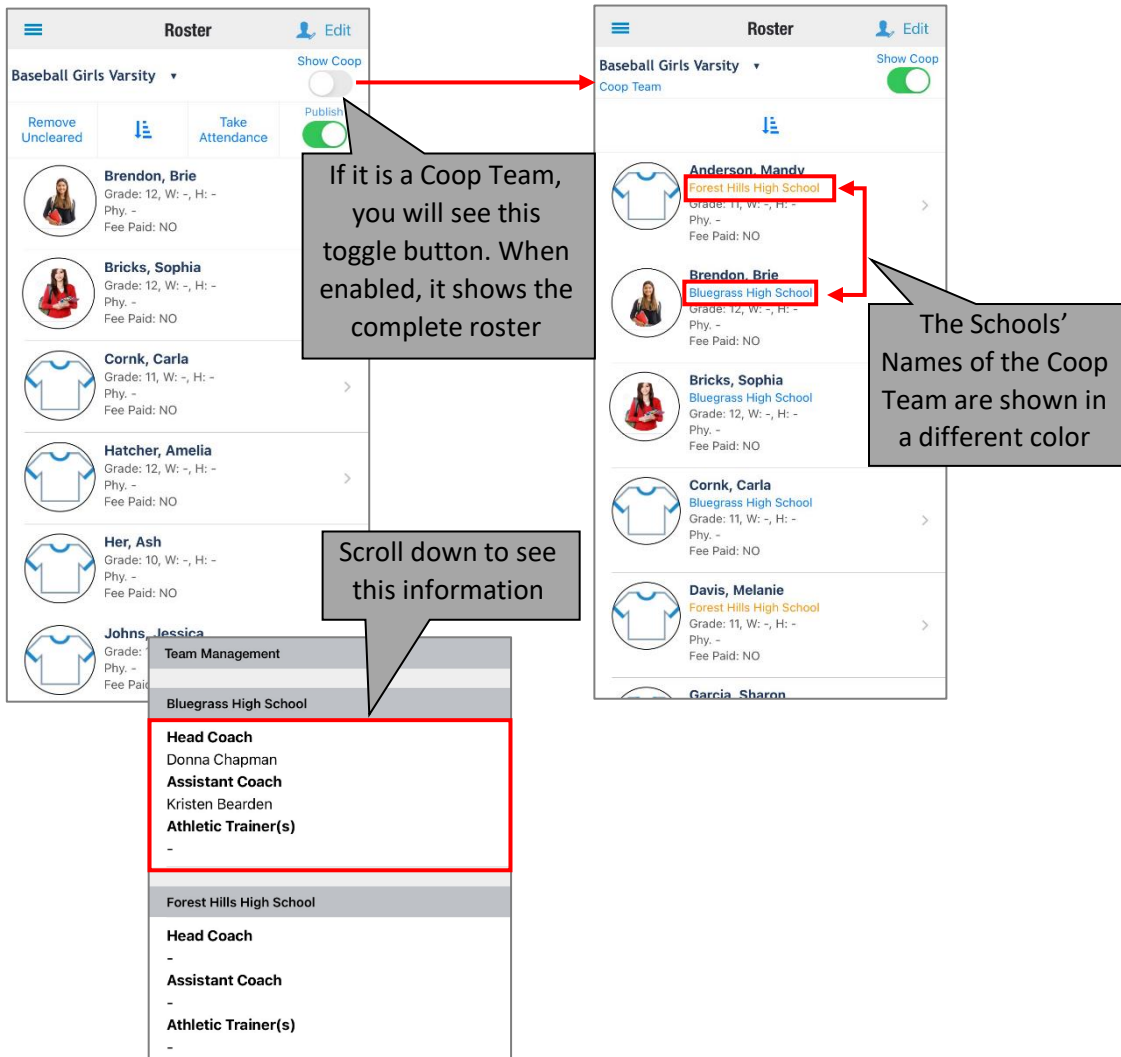 Roster
Edit
Baseball Girls Varsity
Show Coop
Remove
Uncleared
Take
Attendance
Publish
Brendon, Brie
Grade: 12, W: -, H: -
Phy. -
Fee Paid: NO
Bricks, Sophia
Grade: 12, W: -, H: -
Phy. -
Fee Paid: NO
Cornk, Carla
Grade: 11, W: -, H: -
Phy. -
Fee Paid: NO
Hatcher, Amelia
Grade: 12, W: -, H: -
Phy. -
Fee Paid: NO
Her, Ash
Grade: 10, W: -, H: -
Phy. -
Fee Paid: NO
Johns, Jessica
Grade:
Phy. -
Fee
If it is a Coop Team,
you will see this
toggle button. When
enabled, it shows the
complete roster
Roster
Edit
Baseball Girls Varsity
Coop Team
Show Coop
Anderson, Mandy
Forest Hills High School
Grade: 11, W: -, H: -
Phy. -
Fee Paid: NO
Brendon, Brie
Bluegrass High School
Grade: 12, W: -, H: -
Phy. -
Fee Paid: NO
Bricks, Sophia
Bluegrass High School
Grade: 12, W: -, H: -
Phy. -
Fee Paid: NO
Cornk, Carla
Bluegrass High School
Grade: 11, W: -, H: -
Phy. -
Fee Paid: NO
Davis, Melanie
Forest Hills High School
Grade: 11, W: -, H: -
Phy. -
Fee Paid: NO
Garcia, Sharon
The Schools’
Names of the Coop
Team are shown in
a different color
Scroll down to see
this information
Team Management
Bluegrass High School
Head Coach
Donna Chapman
Assistant Coach
Kristen Bearden
Athletic Trainer(s)
-
Forest Hills High School
Head Coach
-
Assistant Coach
-
Athletic Trainer(s)
-